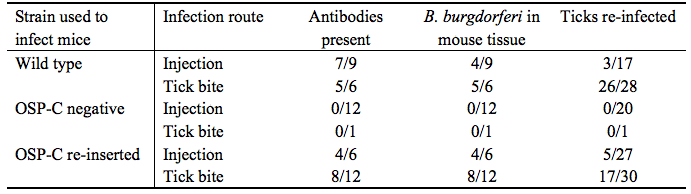 Strain used to infect mice	Infection route	Antibodies present	B. burgdorferi in mouse tissue	Ticks re-infected
Wild type	Injection	7/9	4/9	3/17
Tick bite	5/6	5/6	26/28
OSP-C negative	Injection	0/12	0/12	0/20
Tick bite	0/1	0/1	0/1
OSP-C re-inserted	Injection	4/6	4/6	5/27
Tick bite	8/12	8/12	17/30